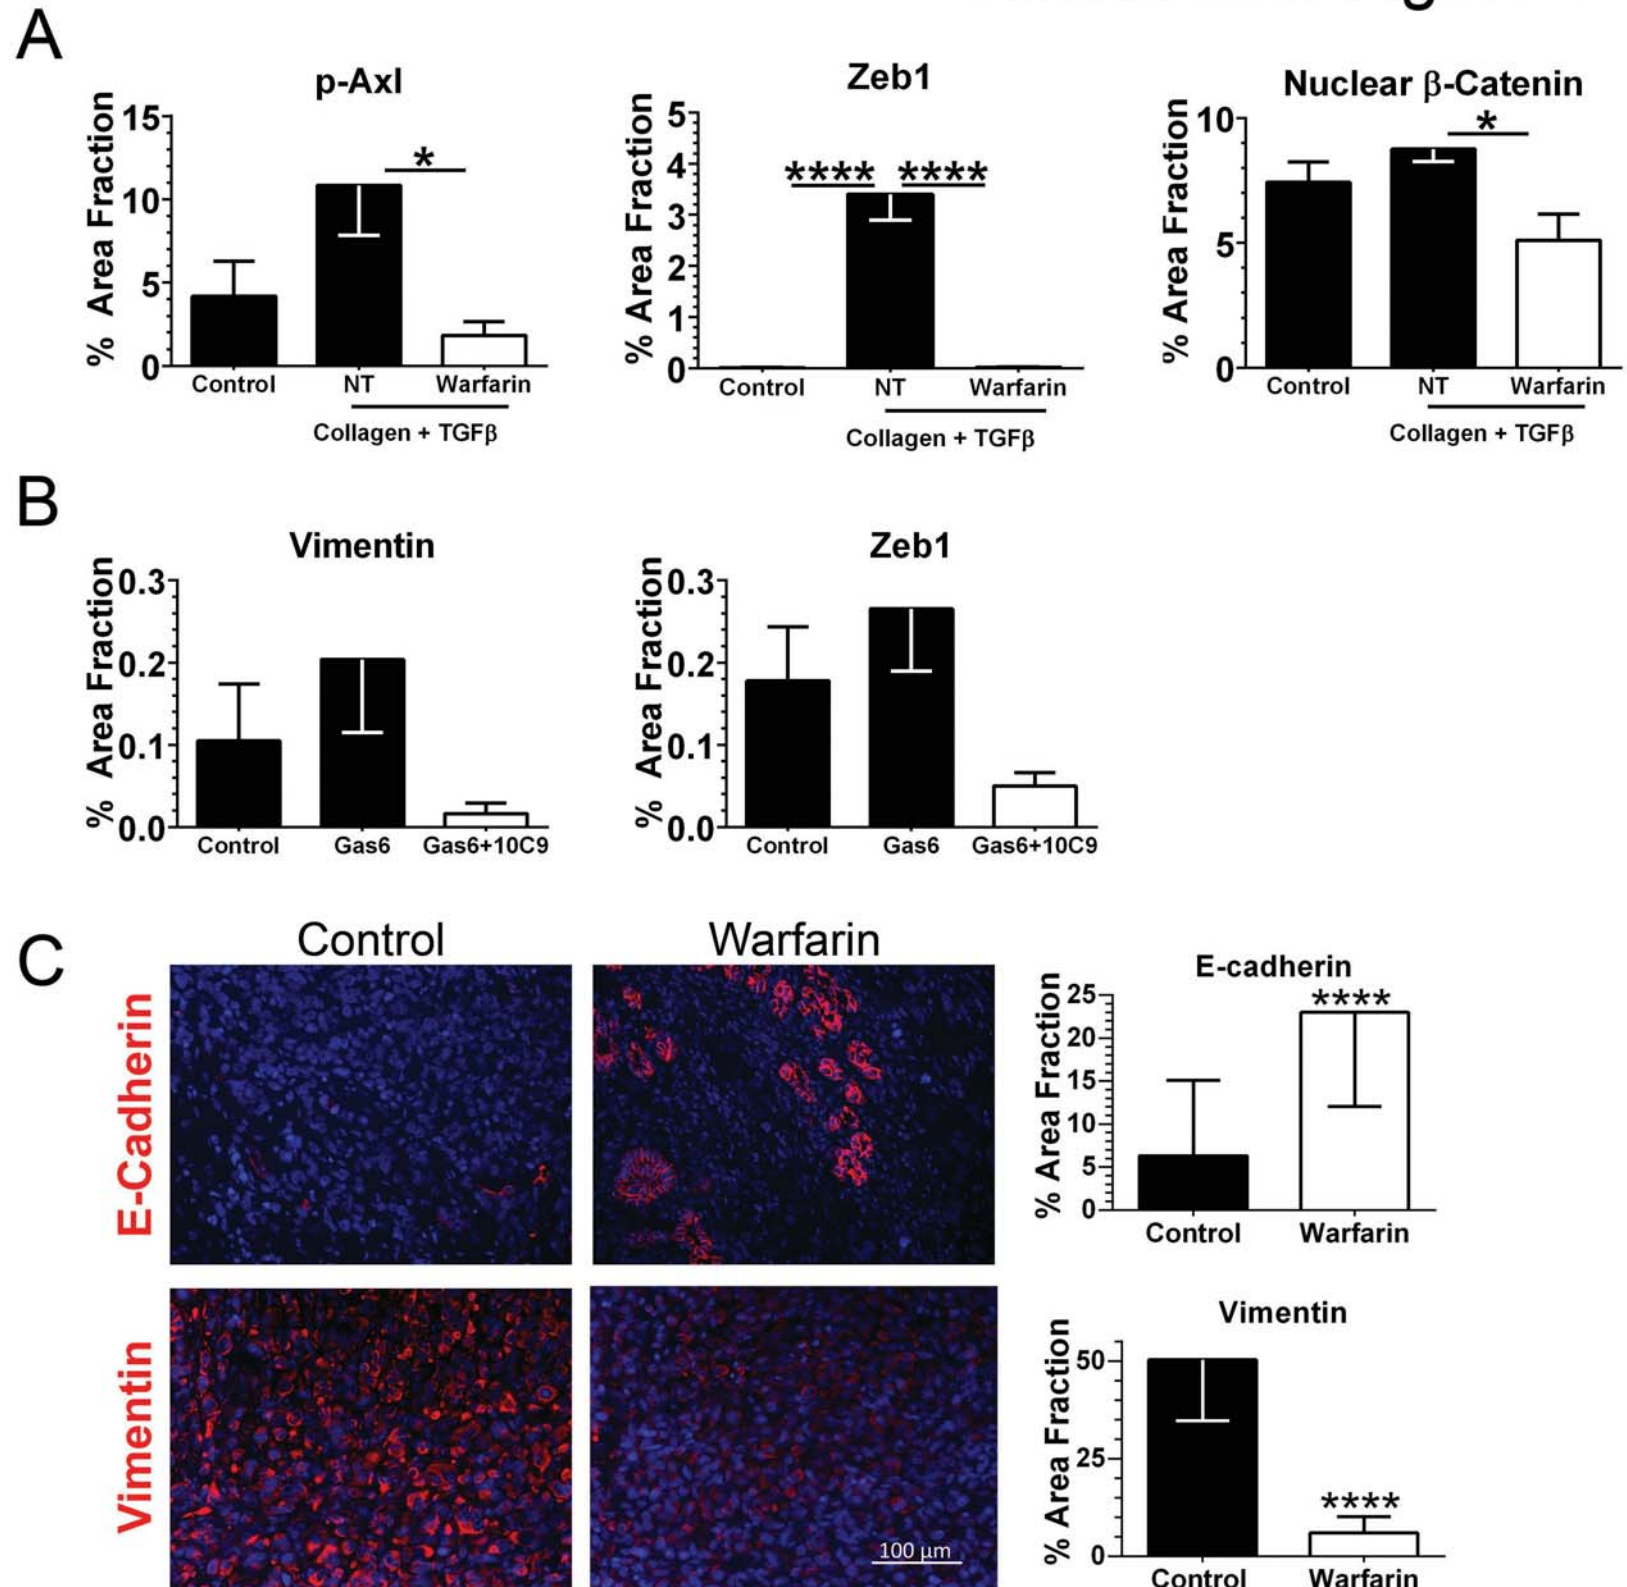 A
p-Axl
% Area Fraction
15
10
5
0
*
Control
NT
Warfarin
Collagen + TGFβ
Zeb1
% Area Fraction
5
4
3
2
1
0
****
****
Control
NT
Warfarin
Collagen + TGFβ
Nuclear β-Catenin
% Area Fraction
10
5
0
*
Control
NT
Warfarin
Collagen + TGFβ
B
Vimentin
% Area Fraction
0.3
0.2
0.1
0.0
Control
Gas6
Gas6+10C9
Zeb1
% Area Fraction
0.3
0.2
0.1
0.0
Control
Gas6
Gas6+10C9
C
Control
Warfarin
E-Cadherin
Vimentin
100 µm
E-cadherin
% Area Fraction
25
20
15
10
5
0
****
Control
Warfarin
Vimentin
% Area Fraction
50
25
0
****
Control
Warfarin